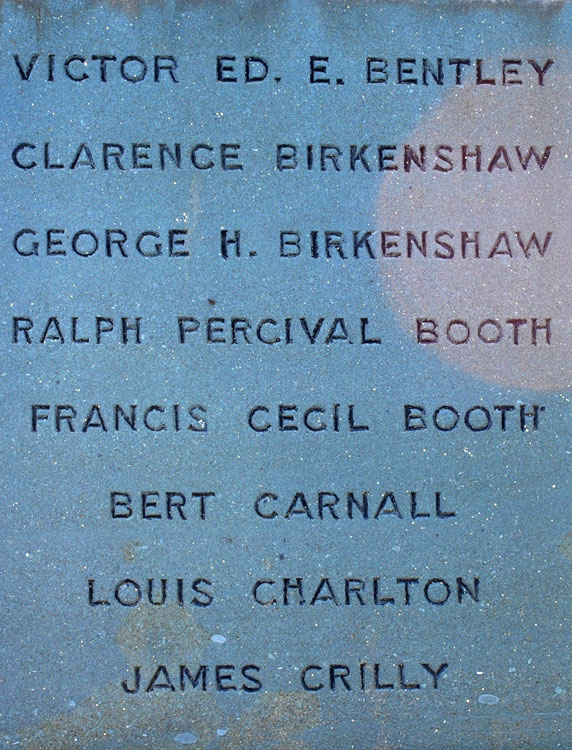 VICTOR ED. E. BENTLEY
CLARENCE BIRKENSHAW
GEORGE H. BIRKENSHAW
RALPH PERCIVAL BOOTH
FRANCIS CECIL BOOTH
BERT CARNALL
LOUIS CHARLTON
JAMES CRILLY